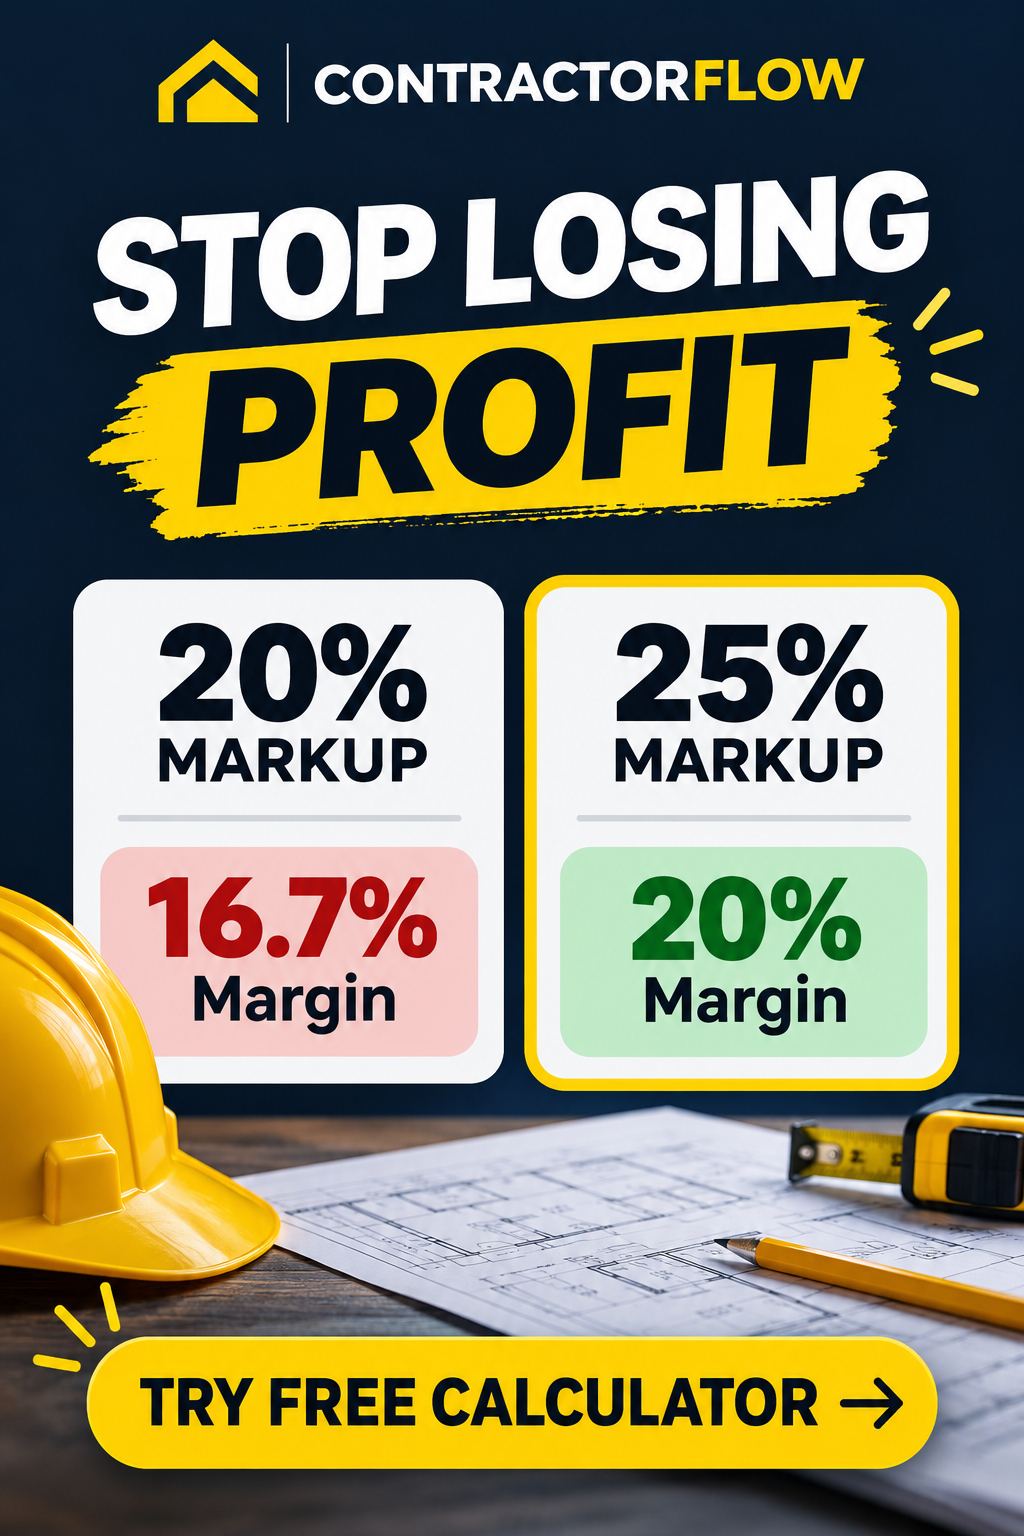 CONTRACTORFLOW
STOP LOSING
PROFIT
20%
MARKUP
16.7%
Margin
25%
MARKUP
20%
Margin
TRY FREE CALCULATOR →